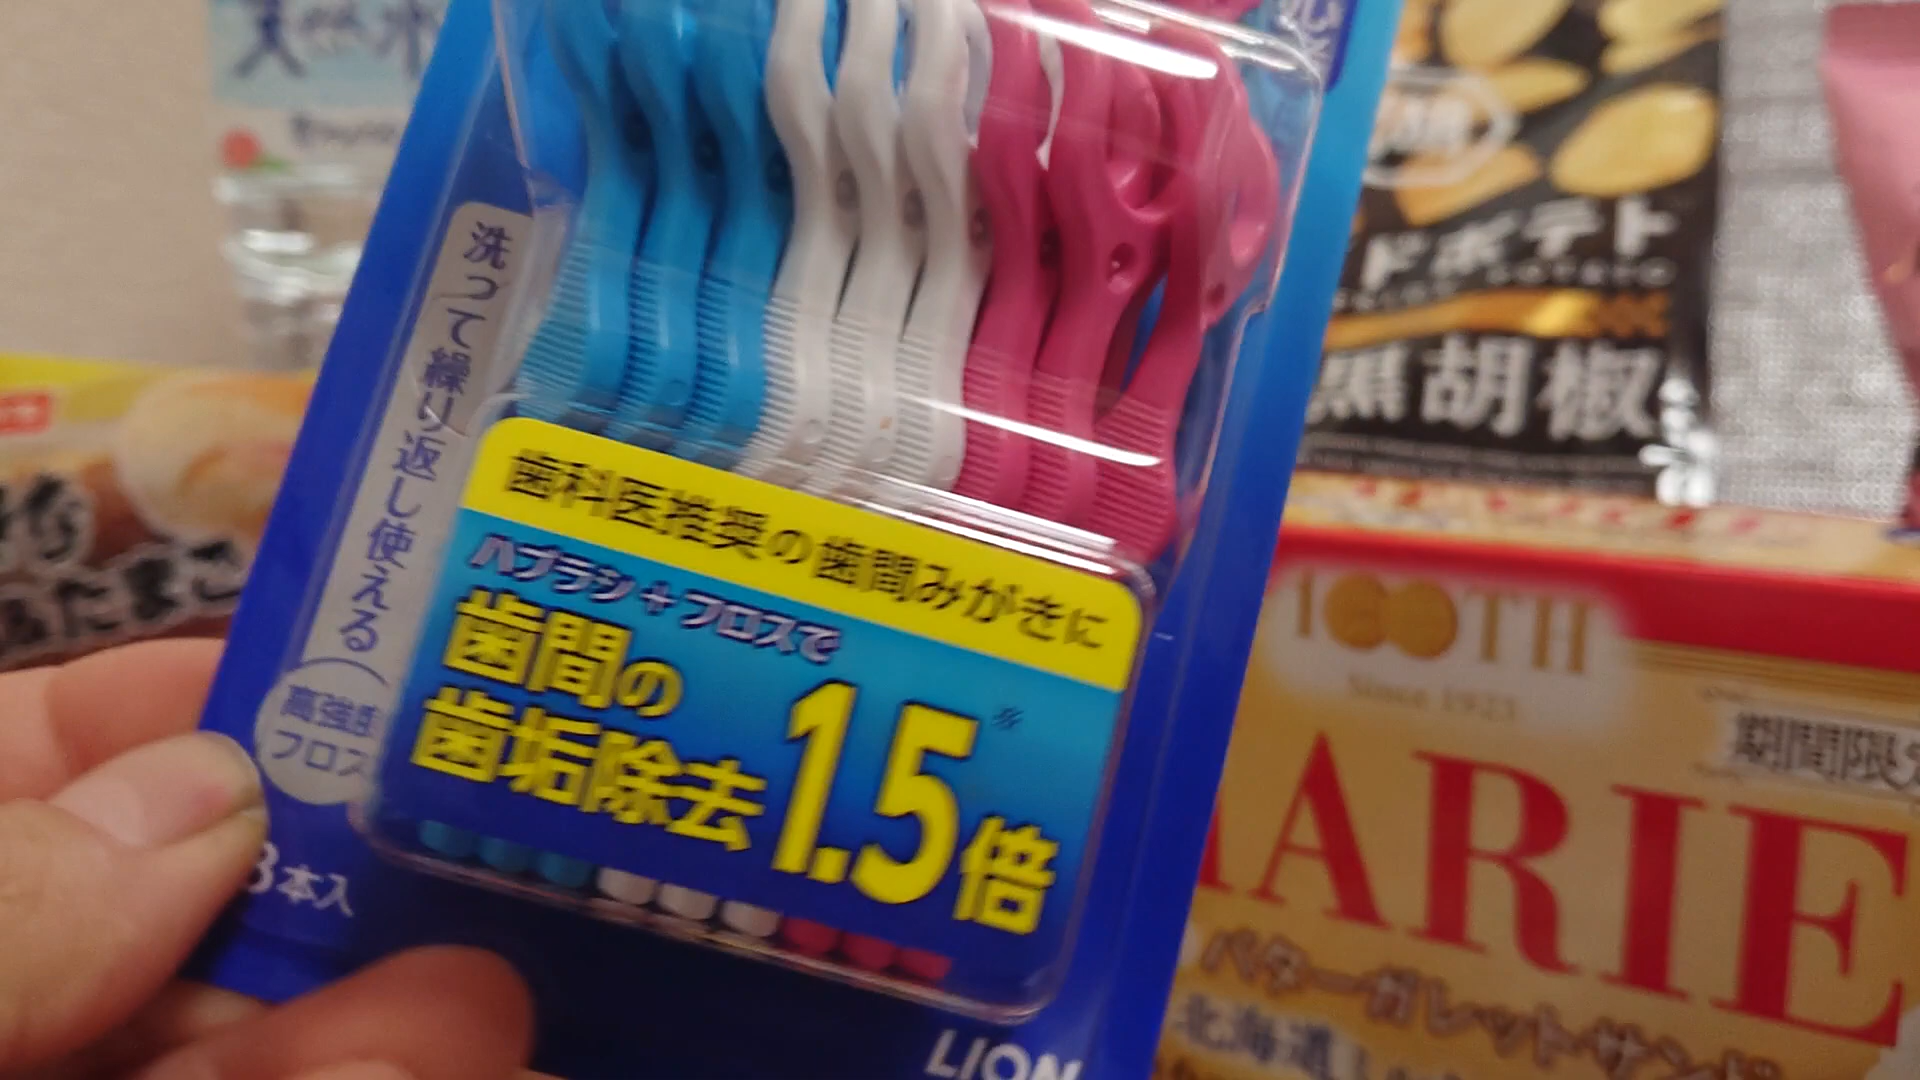 洗って繰り返し使える
高強度
フロス
歯科医推奨の歯間みがきに
ハブラシ+フロスで
歯間の
歯垢除去1.5倍
※
本入
LION
ドポテト
黒胡椒
100TH
Since 1923
期間限定
ARIE
バターガレットサンド
北海道
たまご